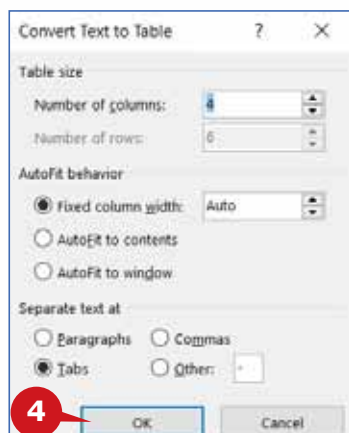 Convert Text to Table ? ×
Table size
Number of columns: 4
Number of rows: 6
AutoFit behavior
Fixed column width: Auto
AutoFit to contents
AutoFit to window
Separate text at
Paragraphs Commas
Tabs Other: -
4 OK Cancel